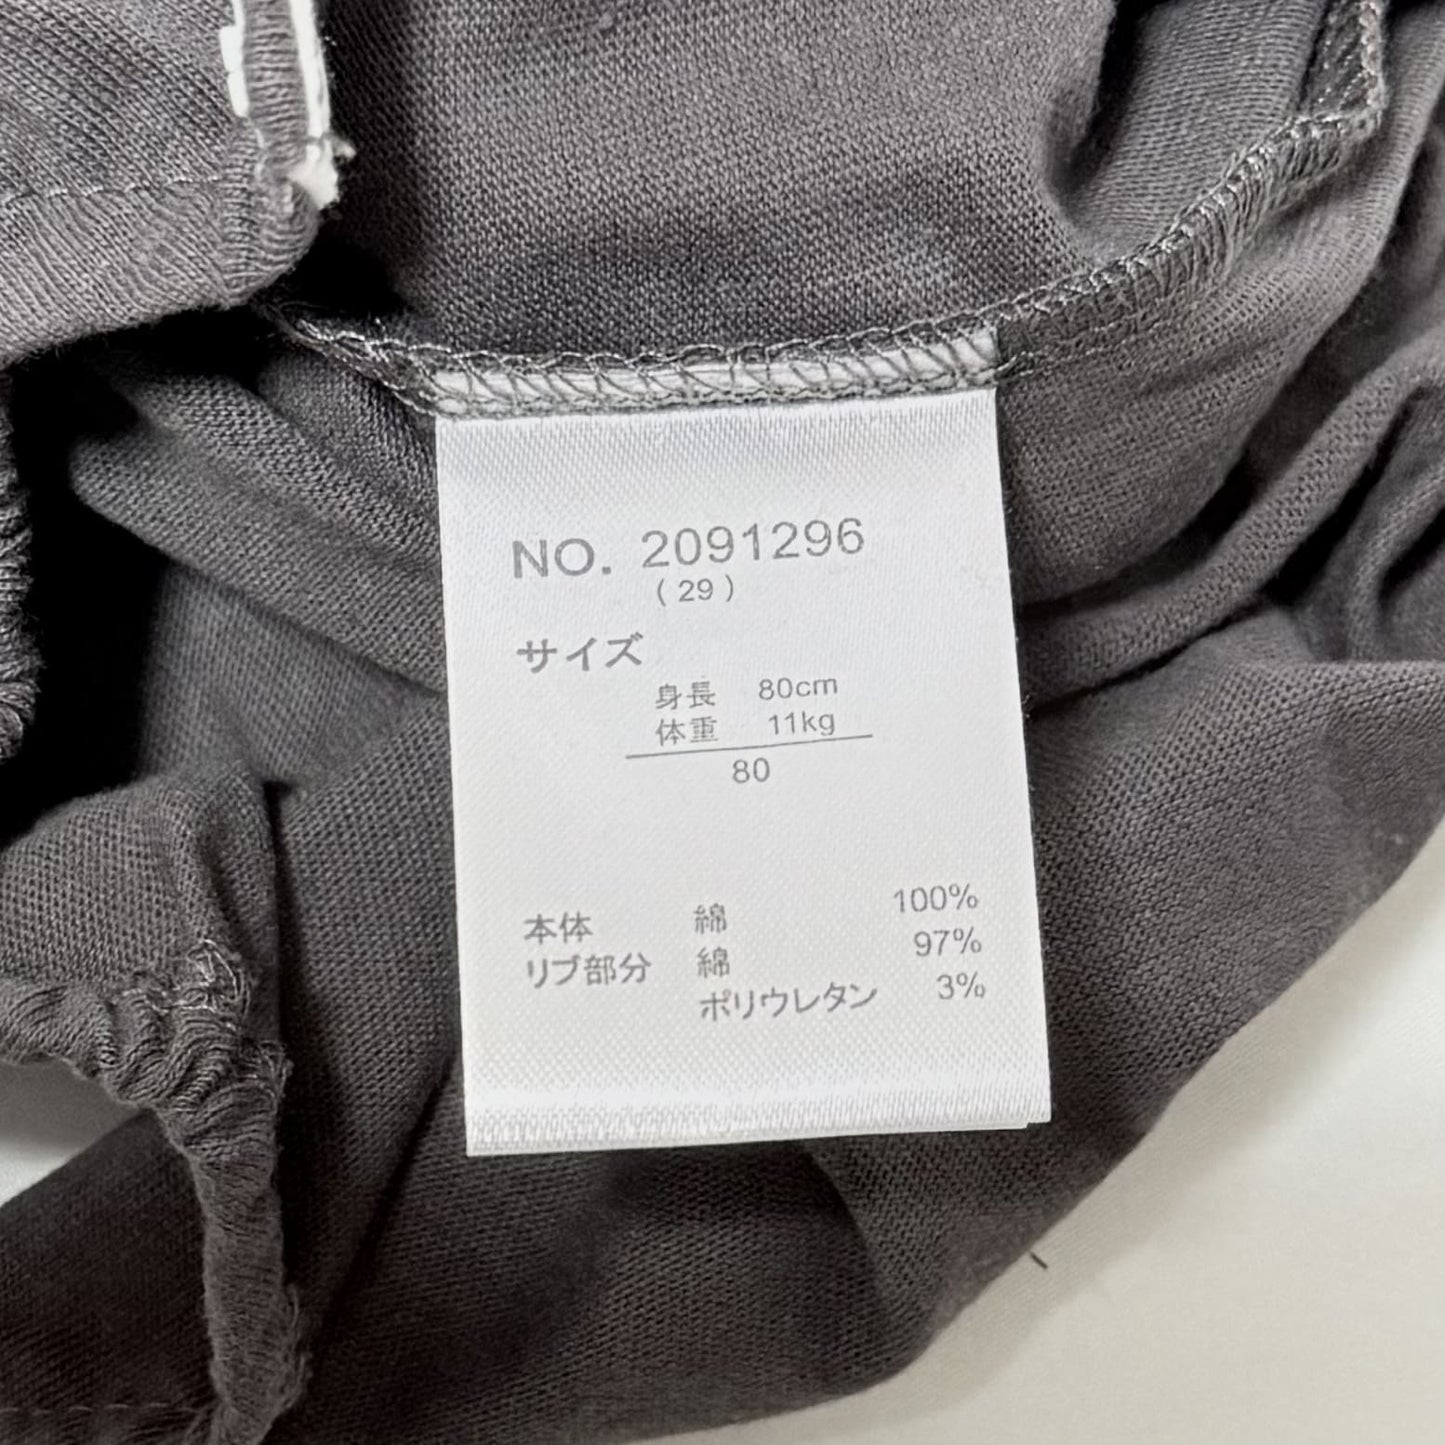 NO. 2091296
(29)
サイズ
身長 80cm
体重 11kg
80
本体 綿 100%
リブ部分 綿 97%
ポリウレタン 3%